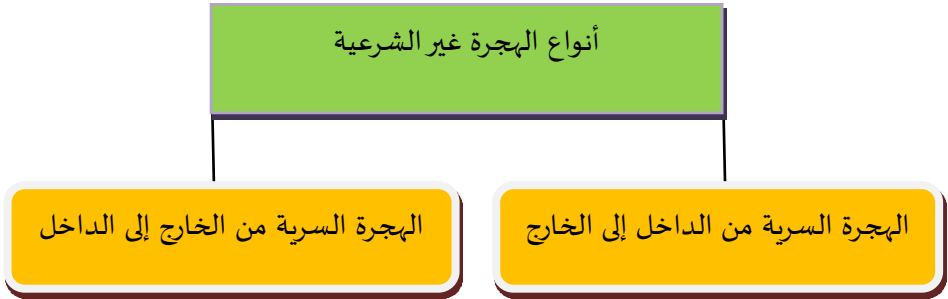 أنواع الهجرة غير الشرعية
الهجرة السرية من الداخل إلى الخارج
الهجرة السرية من الخارج إلى الداخل